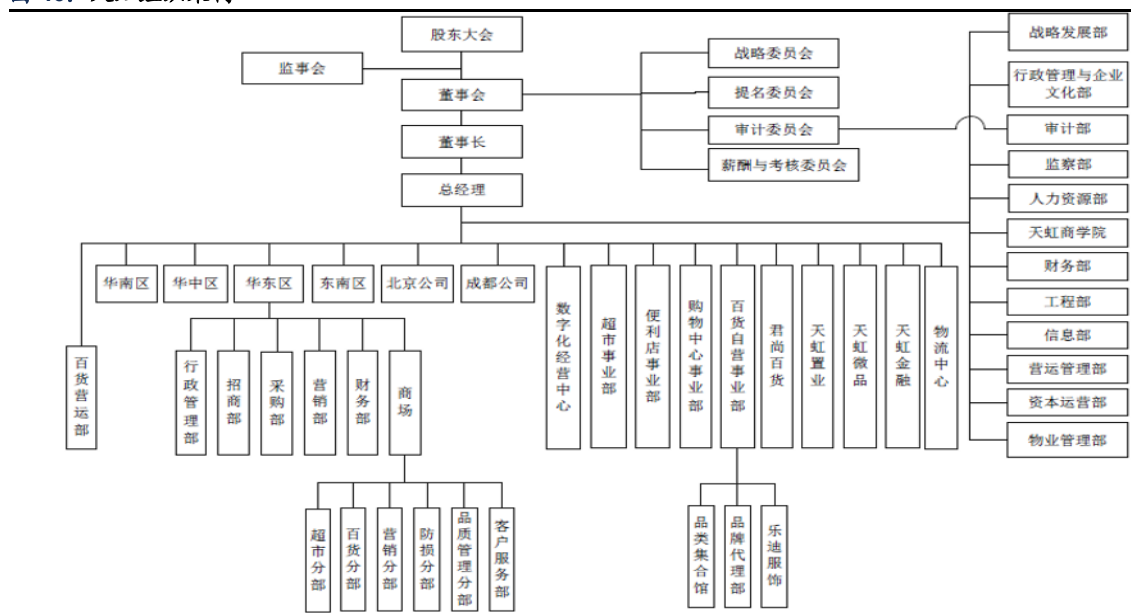 股东大会
监事会
董事会
董事长
总经理
战略委员会
提名委员会
审计委员会
薪酬与考核委员会
战略发展部
行政管理与企业
文化部
审计部
监察部
人力资源部
天虹商学院
财务部
工程部
信息部
营运管理部
资本运营部
物业管理部
华南区
华中区
华东区
东南区
北京公司
成都公司
百货营运部
行政管理部
招商部
采购部
营销部
财务部
商场
数字化经营中心
超市事业部
便利店事业部
购物中心事业部
百货自营事业部
君尚百货
天虹置业
天虹微品
天虹金融
物流中心
超市分部
百货分部
营销分部
防损分部
品质管理分部
客户服务部
品类集合馆
品牌代理部
乐迪服饰